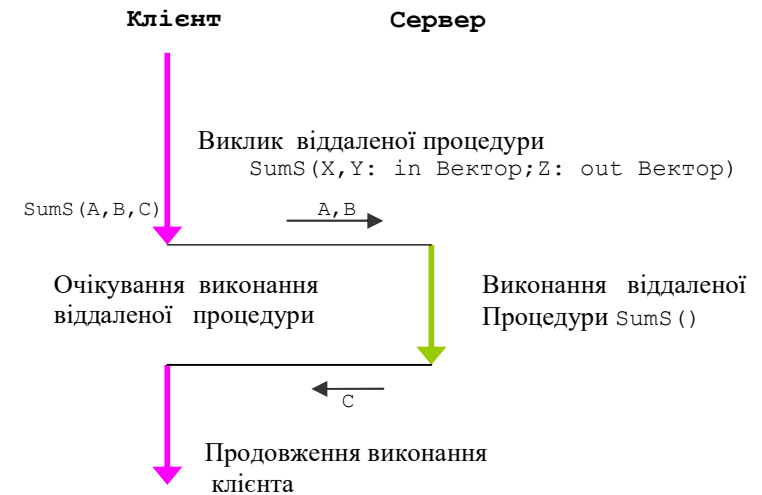 Клієнт Сервер
Виклик віддаленої процедури
SumS(X,Y: in Вектор;Z: out Вектор)
SumS(A,B,C) A,B
Очікування виконання Виконання віддаленої
віддаленої процедури Процедури SumS()
C
Продовження виконання
клієнта